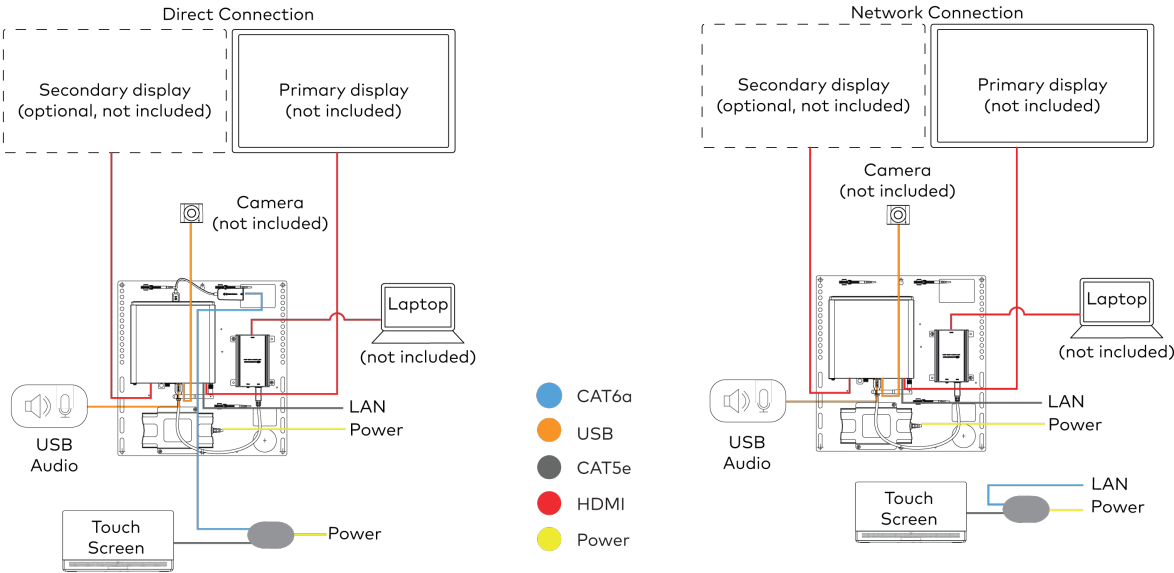 Direct Connection
Secondary display
(optional, not included)
Primary display
(not included)
Camera
(not included)
Laptop
(not included)
LAN
Power
USB
Audio
Touch
Screen
Power
CAT6a
USB
CAT5e
HDMI
Power
Network Connection
Secondary display
(optional, not included)
Primary display
(not included)
Camera
(not included)
Laptop
(not included)
LAN
Power
USB
Audio
Touch
Screen
LAN
Power